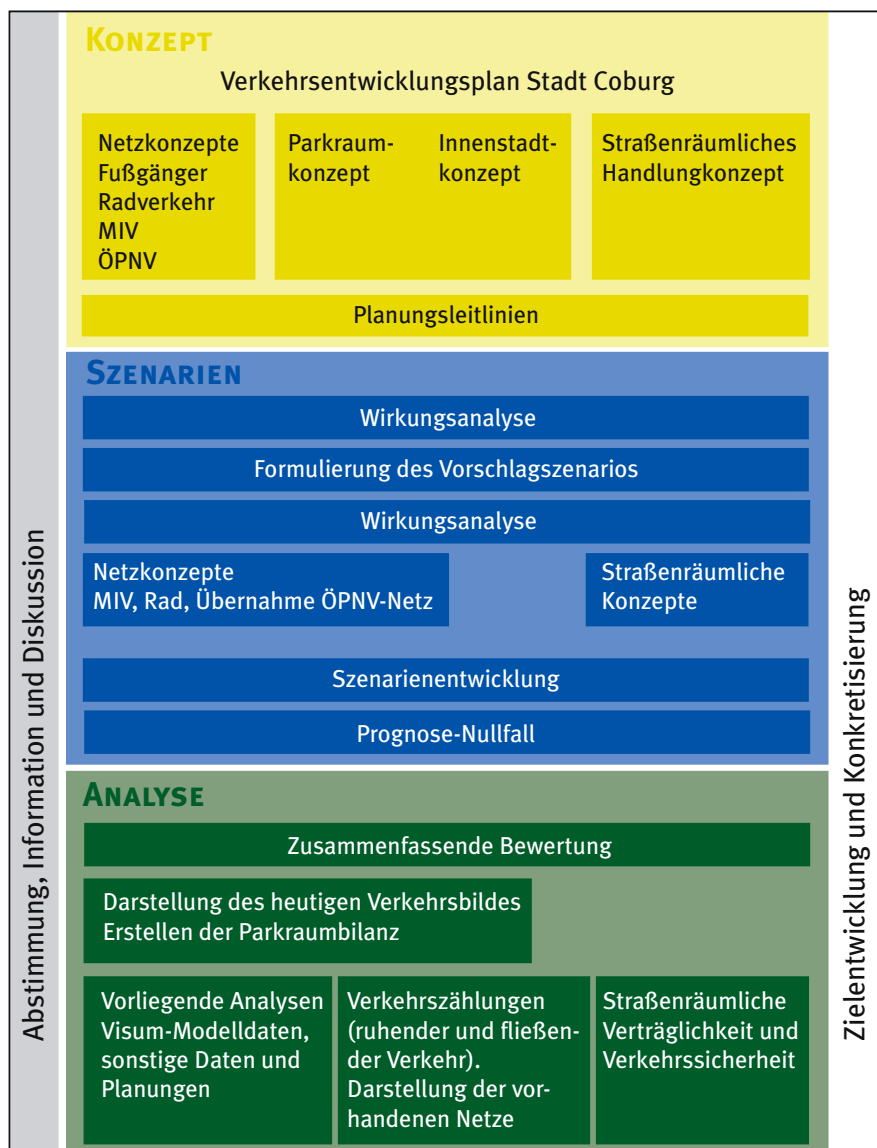 KONZEPT
Verkehrsentwicklungsplan Stadt Coburg
Netzkonzepte
Fußgänger
Radverkehr
MIV
ÖPNV
Parkraum-
konzept
Innenstadt-
konzept
Straßenräumliches
Handlungkonzept
Planungsleitlinien
SZENARIEN
Wirkungsanalyse
Formulierung des Vorschlagszenarios
Wirkungsanalyse
Netzkonzepte
MIV, Rad, Übernahme ÖPNV-Netz
Straßenräumliche
Konzepte
Szenarienentwicklung
Prognose-Nullfall
ANALYSE
Zusammenfassende Bewertung
Darstellung des heutigen Verkehrsbildes
Erstellen der Parkraumbilanz
Vorliegende Analysen
Visum-Modelldaten,
sonstige Daten und
Planungen
Verkehrszählungen
(ruhender und fließen-
der Verkehr).
Darstellung der vor-
handenen Netze
Straßenräumliche
Verträglichkeit und
Verkehrssicherheit
Abstimmung, Information und Diskussion
Zielentwicklung und Konkretisierung